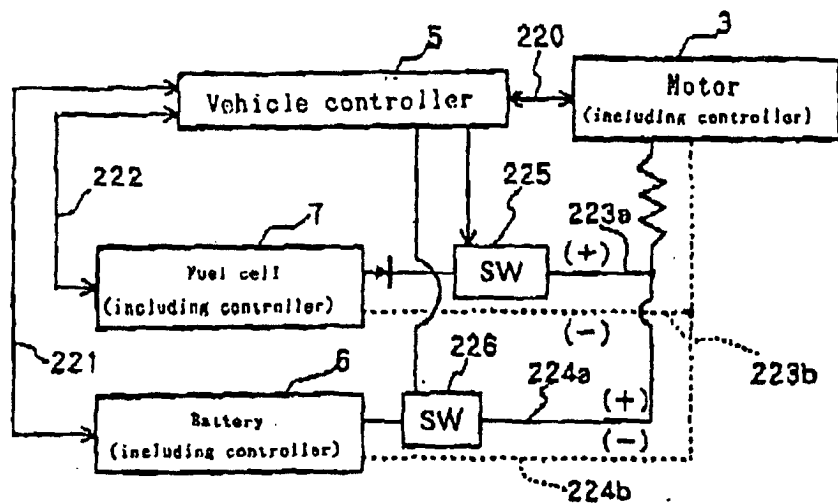 5
220
3
Vehicle controller
Motor
(including controller)
222
7
225
223a
Fuel cell
(including controller)
SW
(+)
(-)
221
6
226
224a
223b
Battery
(including controller)
SW
(+)
(-)
224b